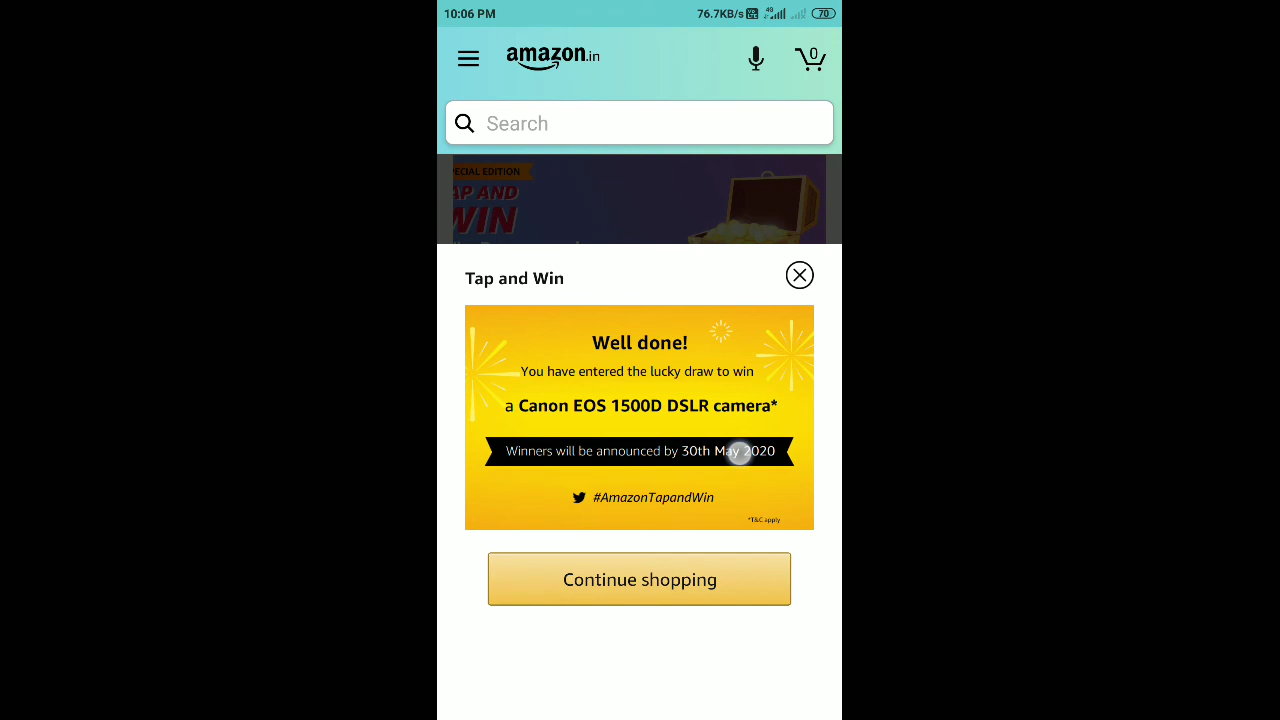 10:06 PM
76.7KB/s
4G
70
amazon.in
0
Search
PECIAL EDITION
AP AND
WIN
Tap and Win
Well done!
You have entered the lucky draw to win
a Canon EOS 1500D DSLR camera*
Winners will be announced by 30th May 2020
#AmazonTapandWin
*T&C apply
Continue shopping